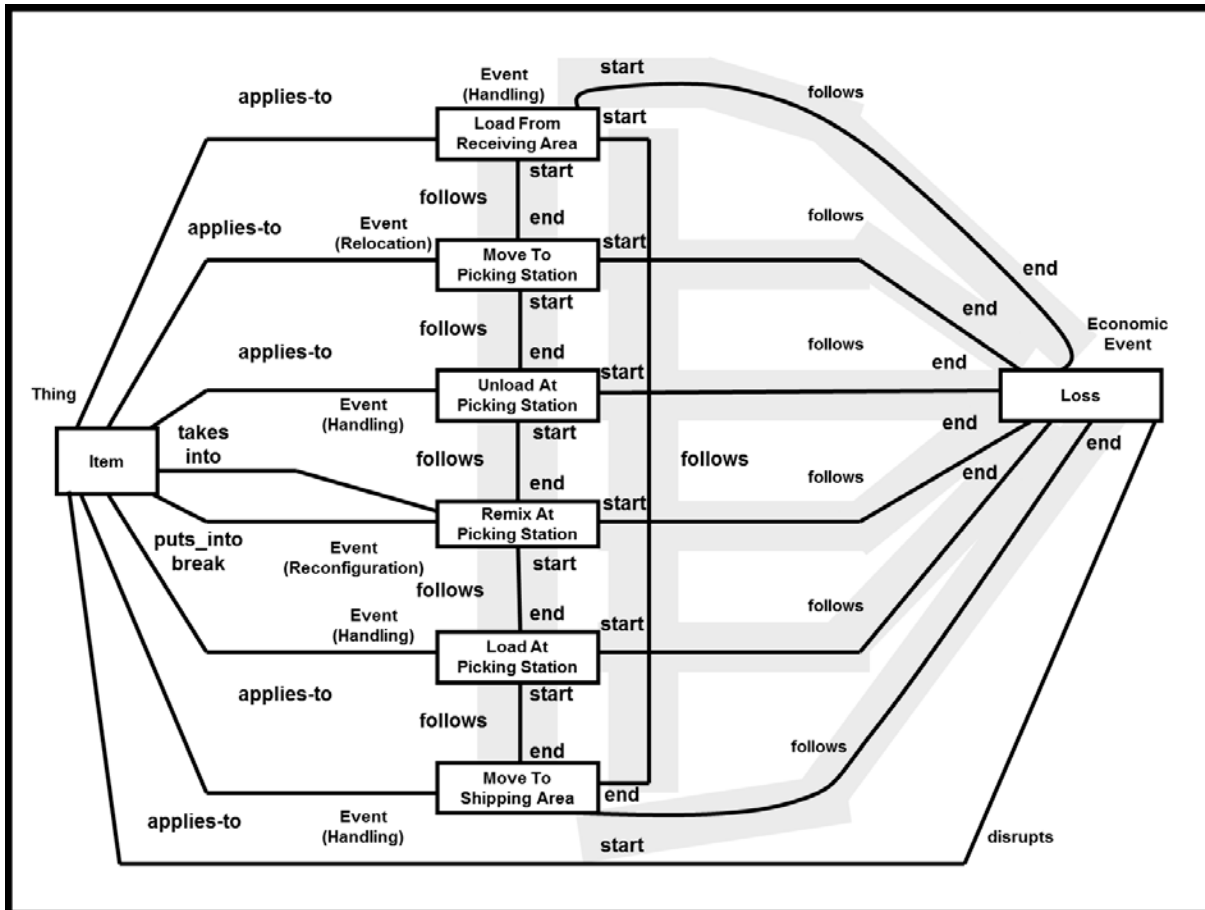 start
Event
(Handling)
applies-to
follows
Load From
Receiving Area
start
start
follows
end
applies-to
Event
(Relocation)
start
follows
end
Move To
Picking Station
end
start
follows
Economic
Event
applies-to
end
follows
end
start
Thing
Unload At
Picking Station
Loss
Event
(Handling)
start
end
end
takes
into
Item
follows
follows
end
follows
end
start
Remix At
Picking Station
puts_into
break
Event
(Reconfiguration)
start
follows
Event
(Handling)
end
start
follows
Load At
Picking Station
applies-to
start
follows
end
follows
Move To
Shipping Area
end
applies-to
Event
(Handling)
start
disrupts